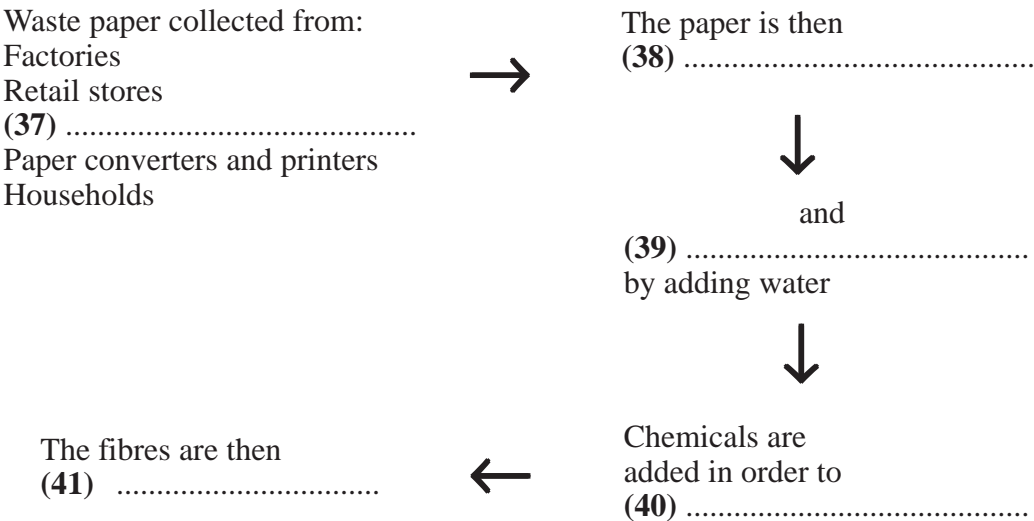 Waste paper collected from:
Factories
Retail stores
(37) ............................................
Paper converters and printers
Households
The paper is then
(38) ............................................
and
(39) ...........................................
by adding water
Chemicals are
added in order to
(40) ...........................................
The fibres are then
(41) .................................